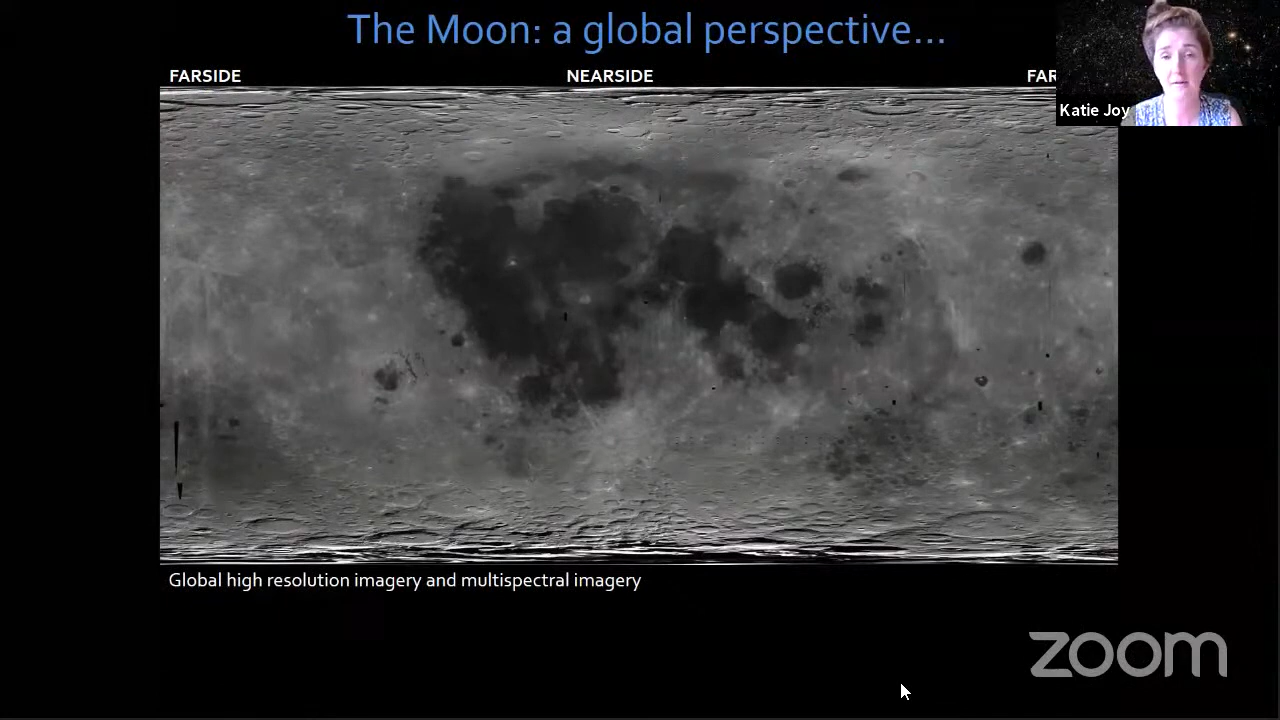 The Moon: a global perspective...
FARSIDE NEARSIDE FAR
Katie Joy
Global high resolution imagery and multispectral imagery
zoom